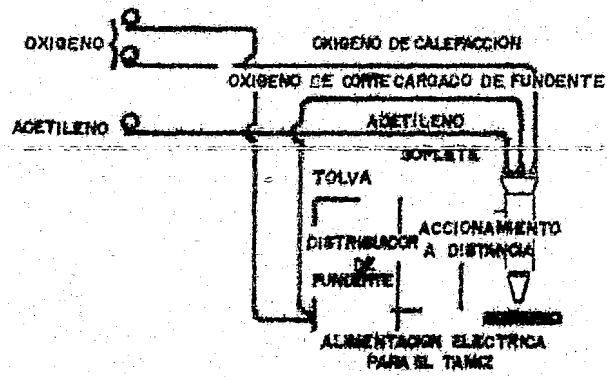 OXIGENO
OXIGENO DE CALEFACCION
OXIGENO DE CORTE CARGADO DE FUNDENTE
ACETILENO
ACETILENO
SOPLETE
TOLVA
DISTRIBUIDOR
DE
FUNDENTE
ACCIONAMIENTO
A DISTANCIA
ALIMENTACION ELECTRICA
PARA EL TAMIZ